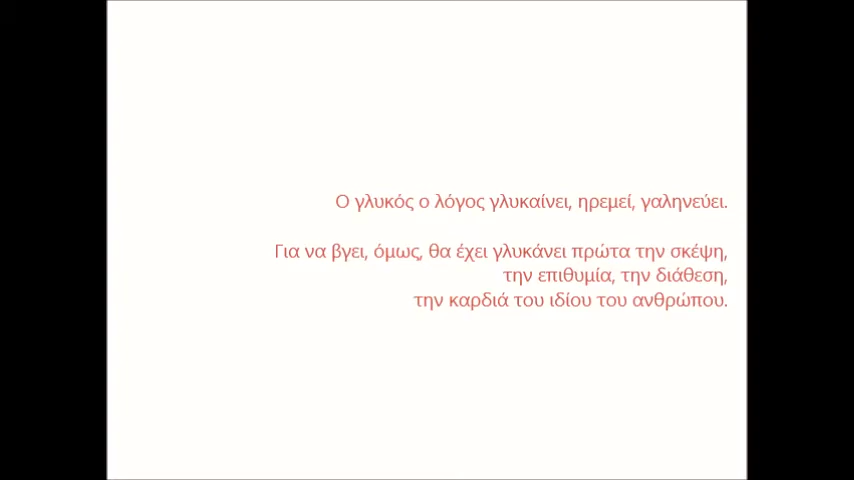 Ο γλυκός ο λόγος γλυκαίνει, ηρεμεί, γαληνεύει.
Για να βγει, όμως, θα έχει γλυκάνει πρώτα την σκέψη,
την επιθυμία, την διάθεση,
την καρδιά του ιδίου του ανθρώπου.